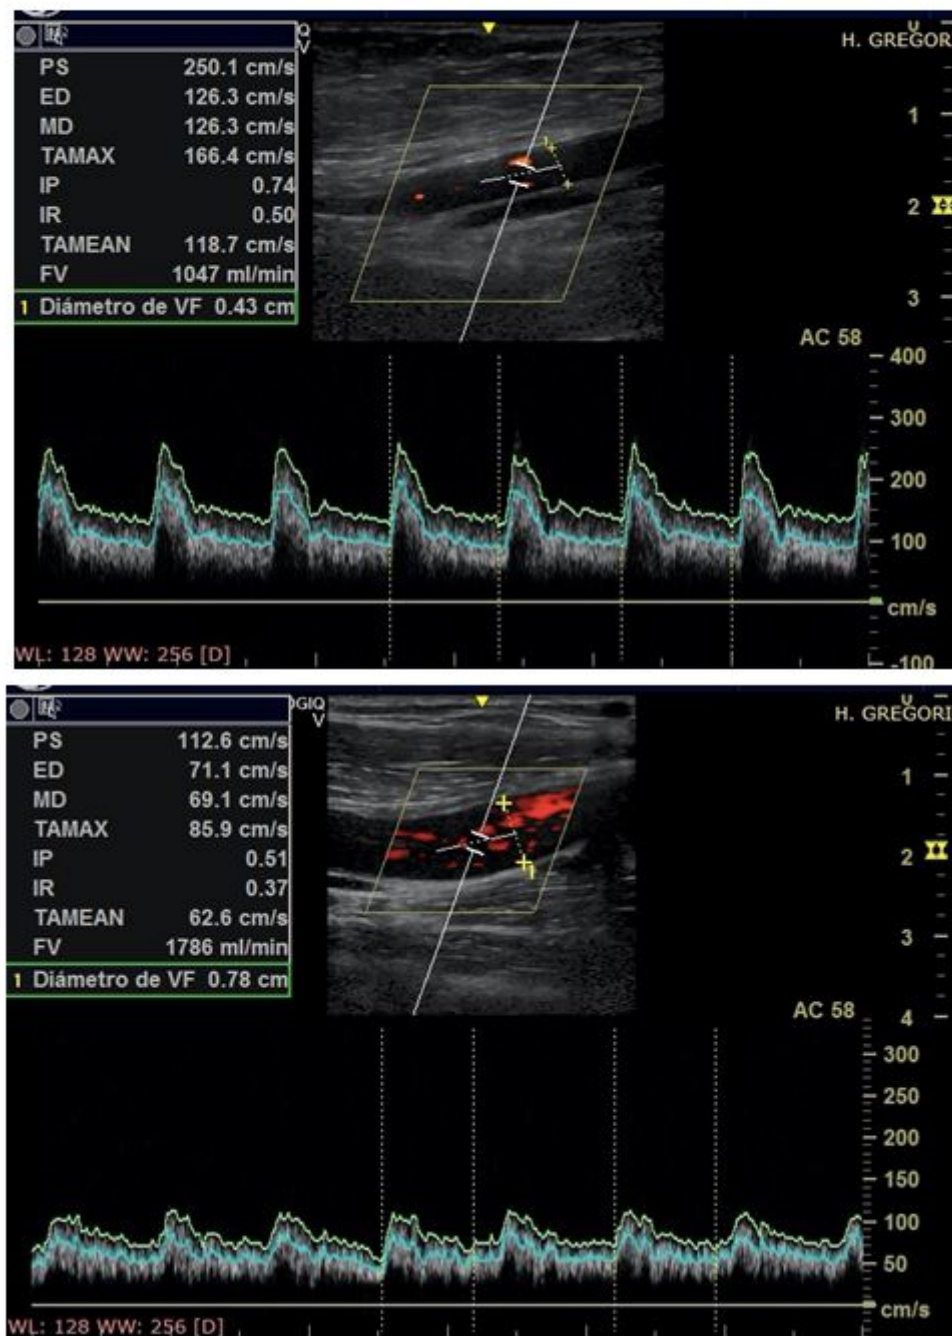 H. GREGORI
PS 250.1 cm/s
ED 126.3 cm/s
MD 126.3 cm/s
TAMAX 166.4 cm/s
IP 0.74
IR 0.50
TAMEAN 118.7 cm/s
FV 1047 ml/min
1 Diámetro de VF 0.43 cm
V
1
2
3
AC 58
400
300
200
100
cm/s
-100
WL: 128 WW: 256 [D]
H. GREGORI
PS 112.6 cm/s
ED 71.1 cm/s
MD 69.1 cm/s
TAMAX 85.9 cm/s
IP 0.51
IR 0.37
TAMEAN 62.6 cm/s
FV 1786 ml/min
1 Diámetro de VF 0.78 cm
OGIQ
V
1
2
3
4
AC 58
300
250
200
150
100
50
cm/s
WL: 128 WW: 256 [D]